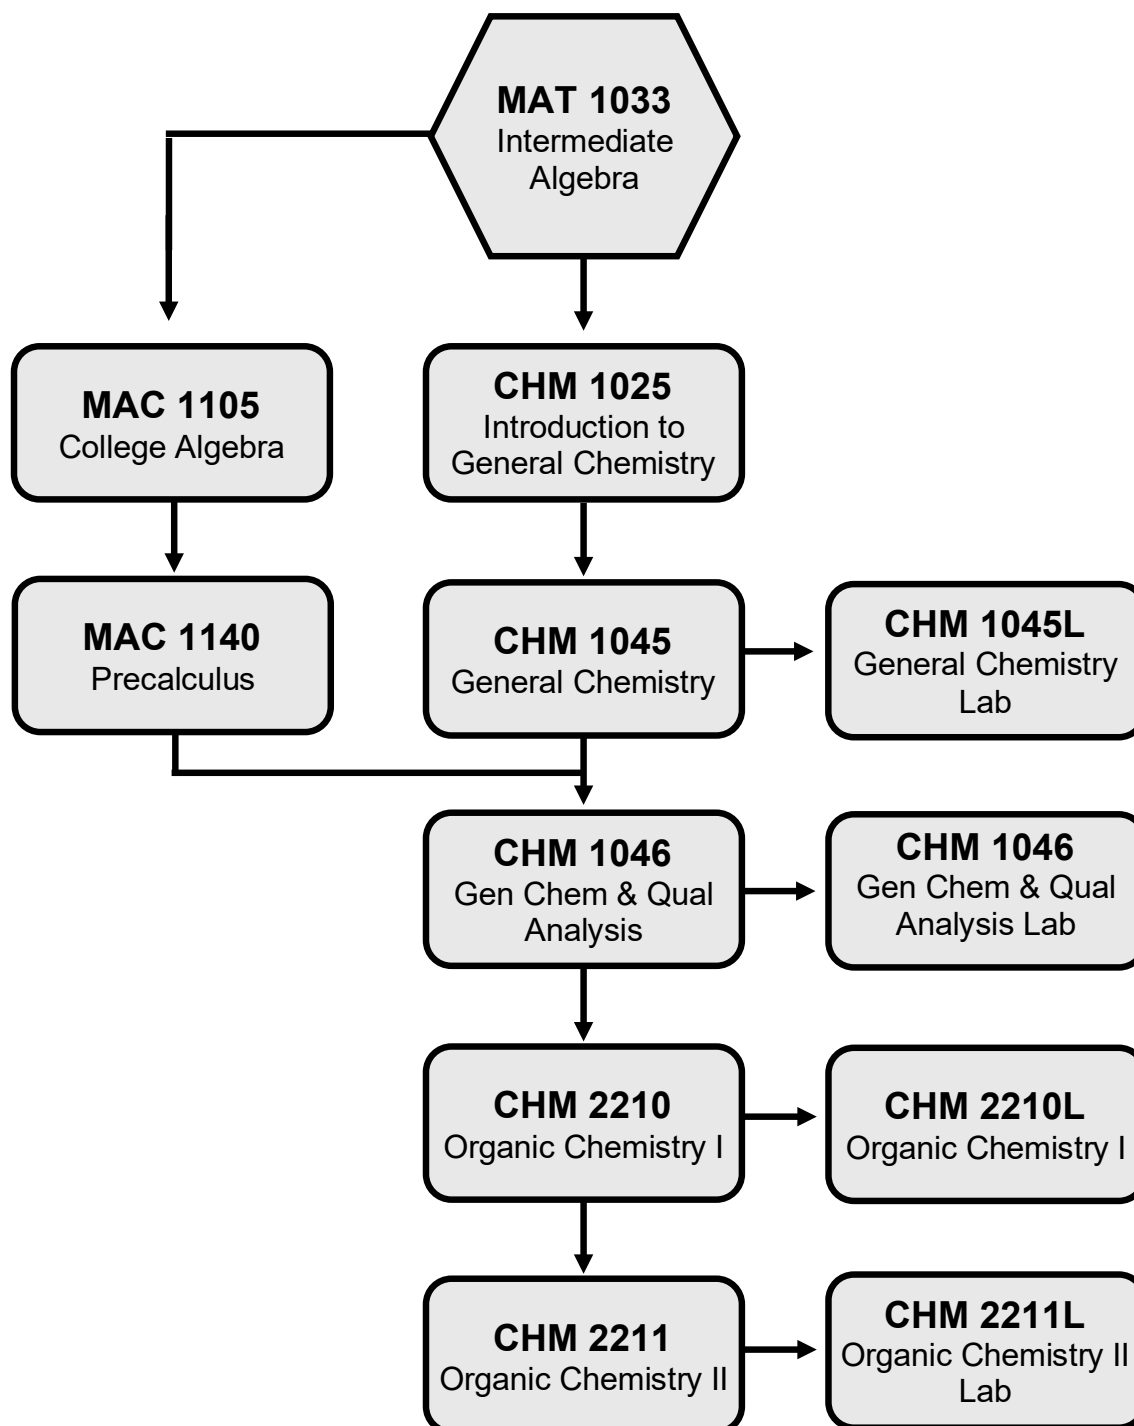 MAT 1033
Intermediate
Algebra
MAC 1105
College Algebra
CHM 1025
Introduction to
General Chemistry
MAC 1140
Precalculus
CHM 1045
General Chemistry
CHM 1045L
General Chemistry
Lab
CHM 1046
Gen Chem & Qual
Analysis
CHM 1046
Gen Chem & Qual
Analysis Lab
CHM 2210
Organic Chemistry I
CHM 2210L
Organic Chemistry I
CHM 2211
Organic Chemistry II
CHM 2211L
Organic Chemistry II
Lab